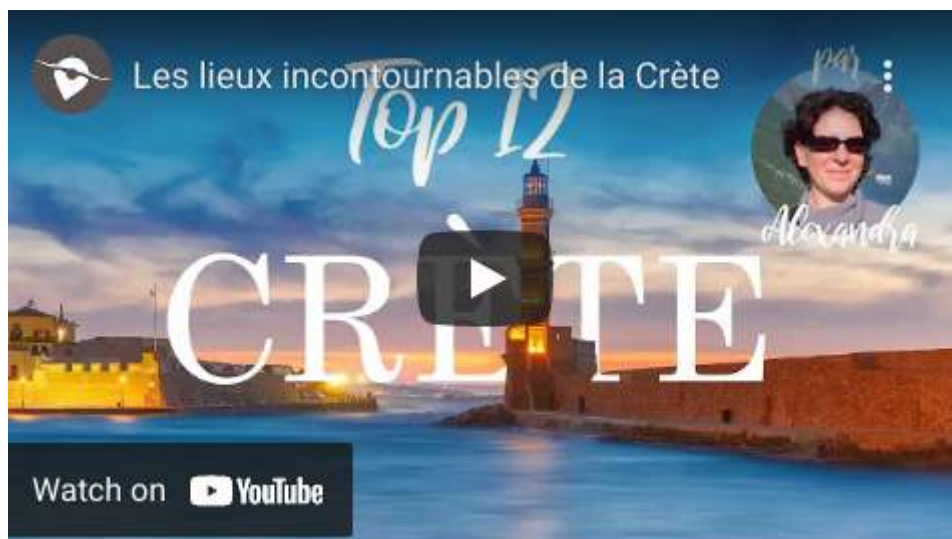 Les lieux incontournables de la Crète
par
Top 12
Alexandra
CRÈTE
Watch on YouTube